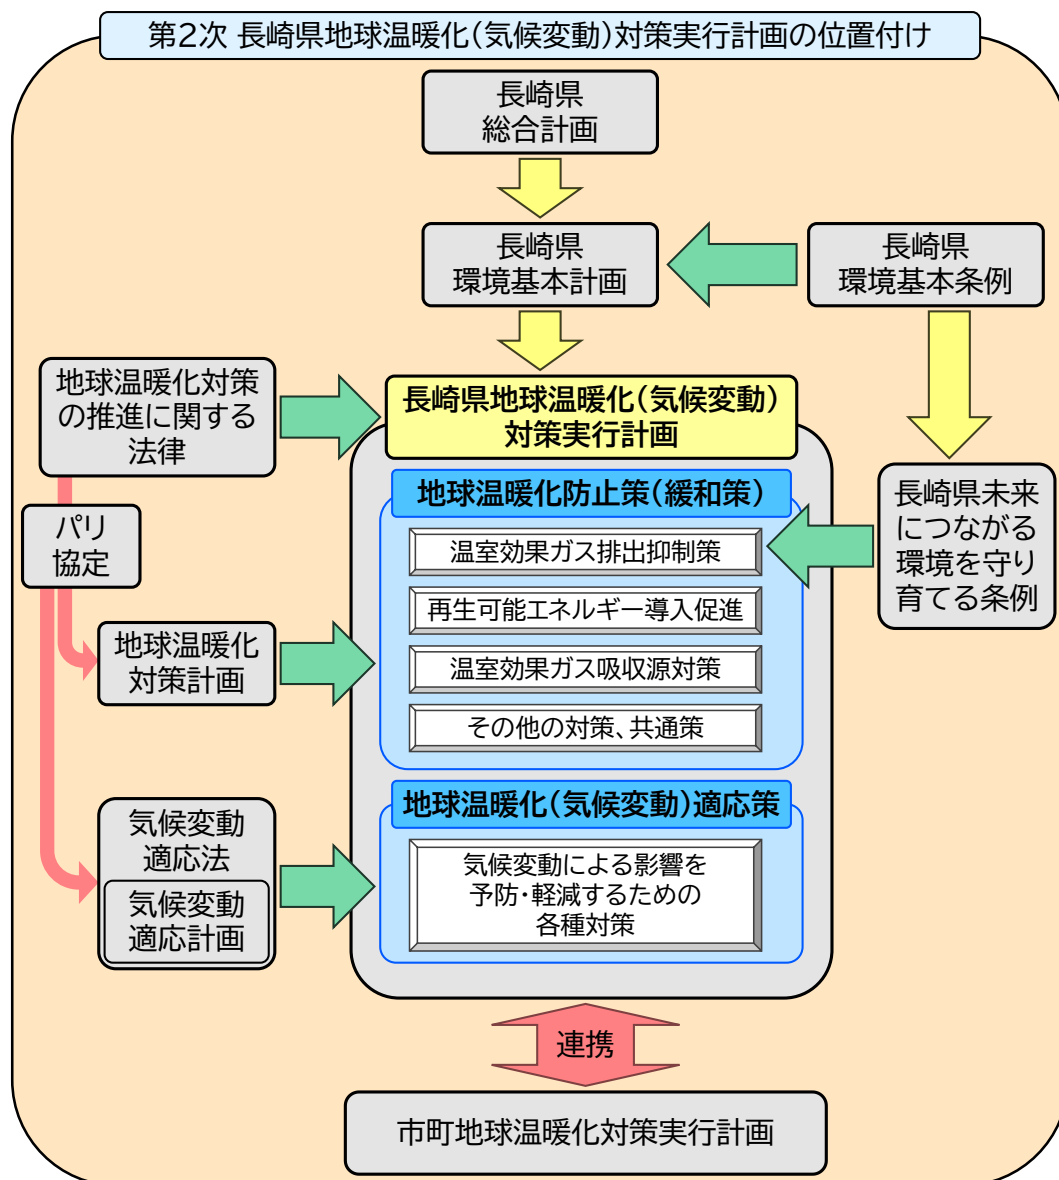 第2次 長崎県地球温暖化（気候変動）対策実行計画の位置付け
長崎県
総合計画
長崎県
環境基本計画
長崎県
環境基本条例
地球温暖化対策
の推進に関する
法律
長崎県地球温暖化（気候変動）
対策実行計画
地球温暖化防止策（緩和策）
温室効果ガス排出抑制策
再生可能エネルギー導入促進
温室効果ガス吸収源対策
その他の対策、共通策
長崎県未来
につながる
環境を守り
育てる条例
パリ
協定
地球温暖化
対策計画
気候変動
適応法
気候変動
適応計画
地球温暖化（気候変動）適応策
気候変動による影響を
予防・軽減するための
各種対策
連携
市町地球温暖化対策実行計画